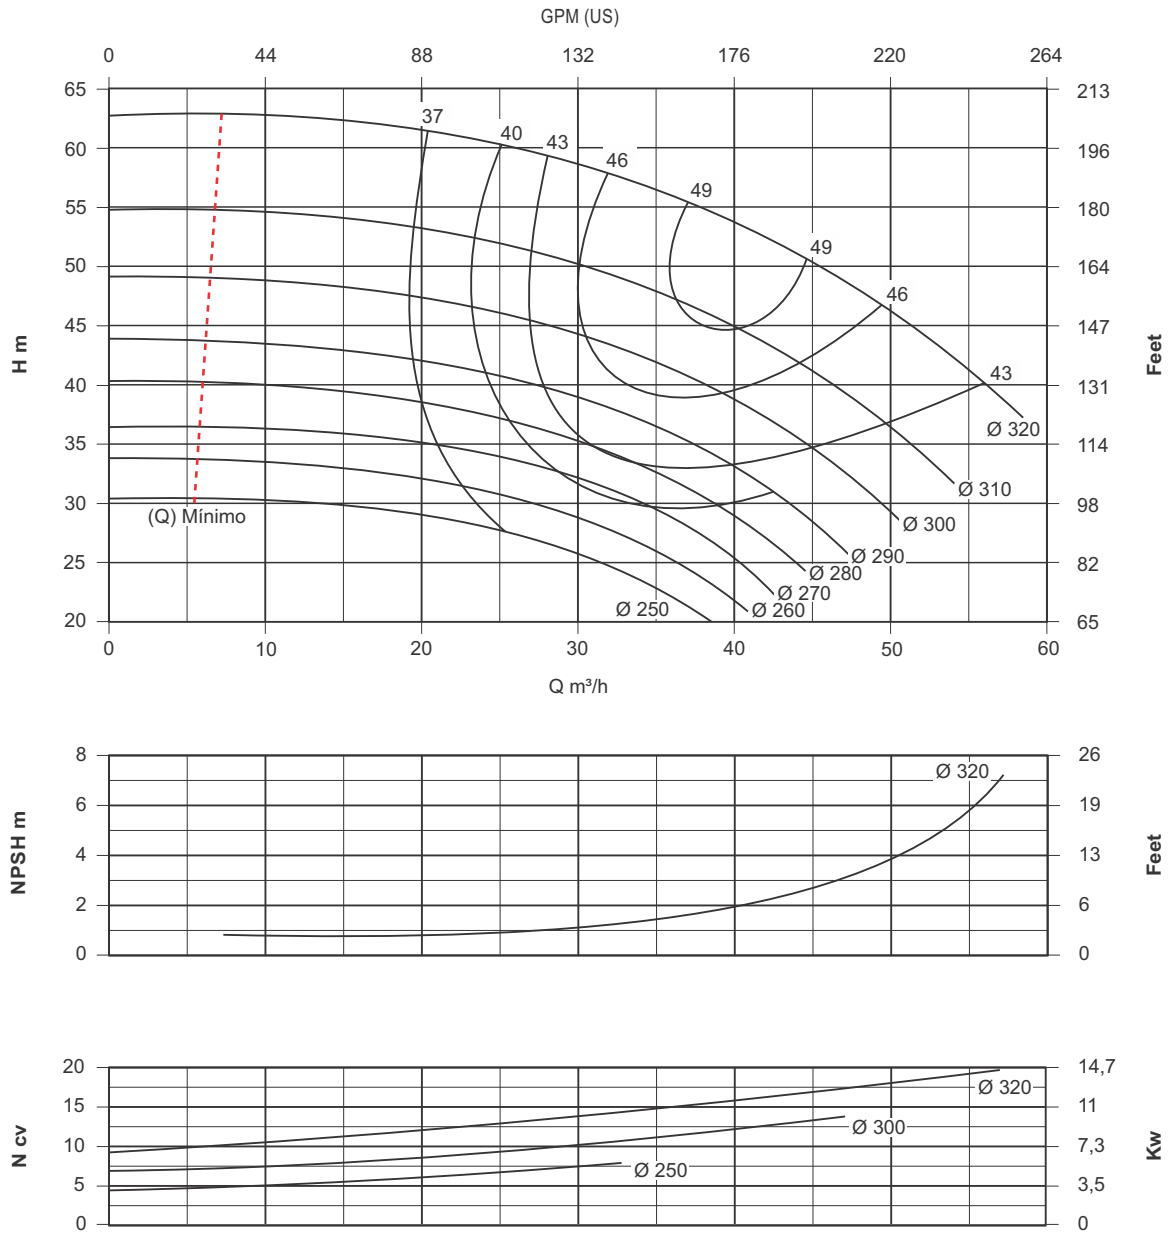 GPM (US)
0 44 88 132 176 220 264
65 213
60 196
55 180
50 164
45 147
40 131
35 114
30 98
25 82
20 65
H m
Feet
37
40
43
46
49
49
46
43
Ø 320
Ø 310
Ø 300
Ø 290
Ø 280
Ø 270
Ø 260
Ø 250
(Q) Mínimo
0 10 20 30 40 50 60
Q m³/h
8 26
6 19
4 13
2 6
0 0
NPSH m
Feet
Ø 320
20 14,7
15 11
10 7,3
5 3,5
0 0
N cv
Kw
Ø 320
Ø 300
Ø 250